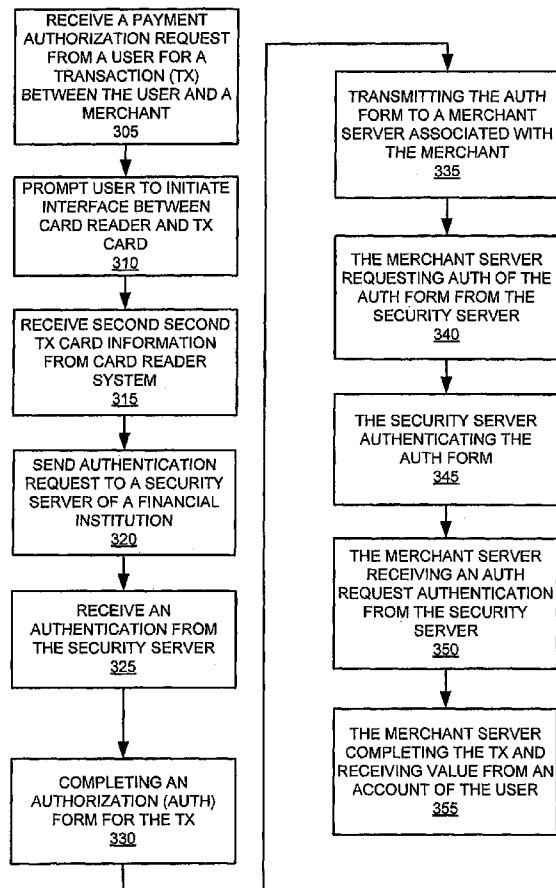 RECEIVE A PAYMENT
AUTHORIZATION REQUEST
FROM A USER FOR A
TRANSACTION (TX)
BETWEEN THE USER AND A
MERCHANT
305
PROMPT USER TO INITIATE
INTERFACE BETWEEN
CARD READER AND TX
CARD
310
RECEIVE SECOND SECOND
TX CARD INFORMATION
FROM CARD READER
SYSTEM
315
SEND AUTHENTICATION
REQUEST TO A SECURITY
SERVER OF A FINANCIAL
INSTITUTION
320
RECEIVE AN
AUTHENTICATION FROM
THE SECURITY SERVER
325
COMPLETING AN
AUTHORIZATION (AUTH)
FORM FOR THE TX
330
TRANSMITTING THE AUTH
FORM TO A MERCHANT
SERVER ASSOCIATED WITH
THE MERCHANT
335
THE MERCHANT SERVER
REQUESTING AUTH OF THE
AUTH FORM FROM THE
SECURITY SERVER
340
THE SECURITY SERVER
AUTHENTICATING THE
AUTH FORM
345
THE MERCHANT SERVER
RECEIVING AN AUTH
REQUEST AUTHENTICATION
FROM THE SECURITY
SERVER
350
THE MERCHANT SERVER
COMPLETING THE TX AND
RECEIVING VALUE FROM AN
ACCOUNT OF THE USER
355